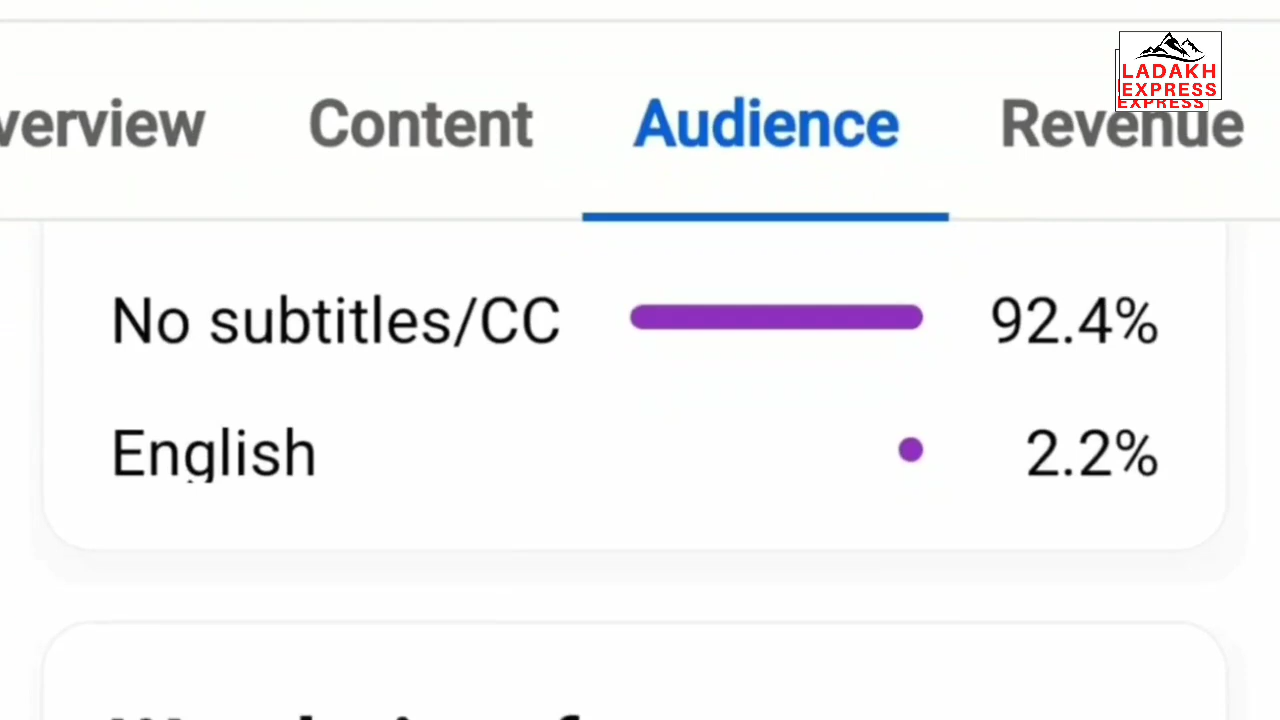 LADAKH
EXPRESS
EXPRESS
verview Content Audience Revenue
No subtitles/CC 92.4%
English 2.2%